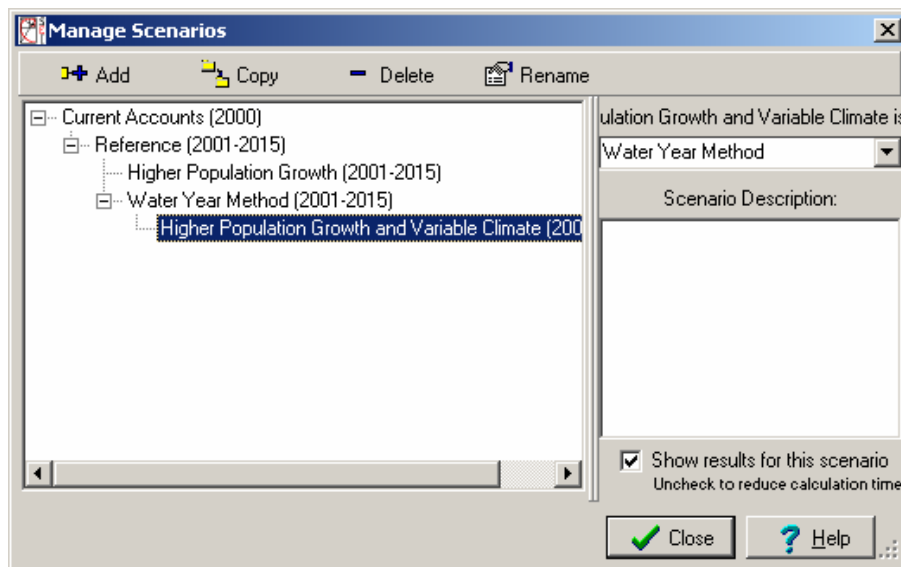 Manage Scenarios
Add Copy Delete Rename
Current Accounts (2000)
Reference (2001-2015)
Higher Population Growth (2001-2015)
Water Year Method (2001-2015)
Higher Population Growth and Variable Climate (200
ulation Growth and Variable Climate is
Water Year Method
Scenario Description:
Show results for this scenario
Uncheck to reduce calculation time
Close Help